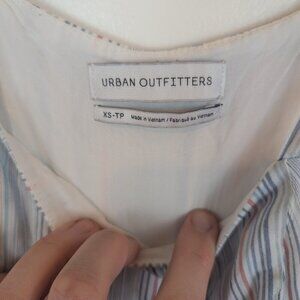 URBAN OUTFITTERS
XS-TP Made in Vietnam / Fabriqué au Vietnam